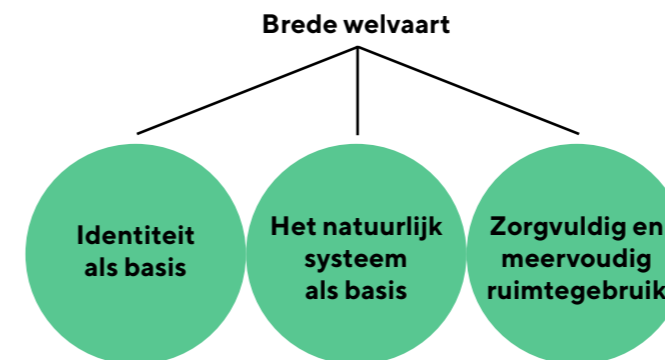 Brede welvaart
Identiteit
als basis
Het natuurlijk
systeem
als basis
Zorgvuldig en
meervoudig
ruimtegebruik